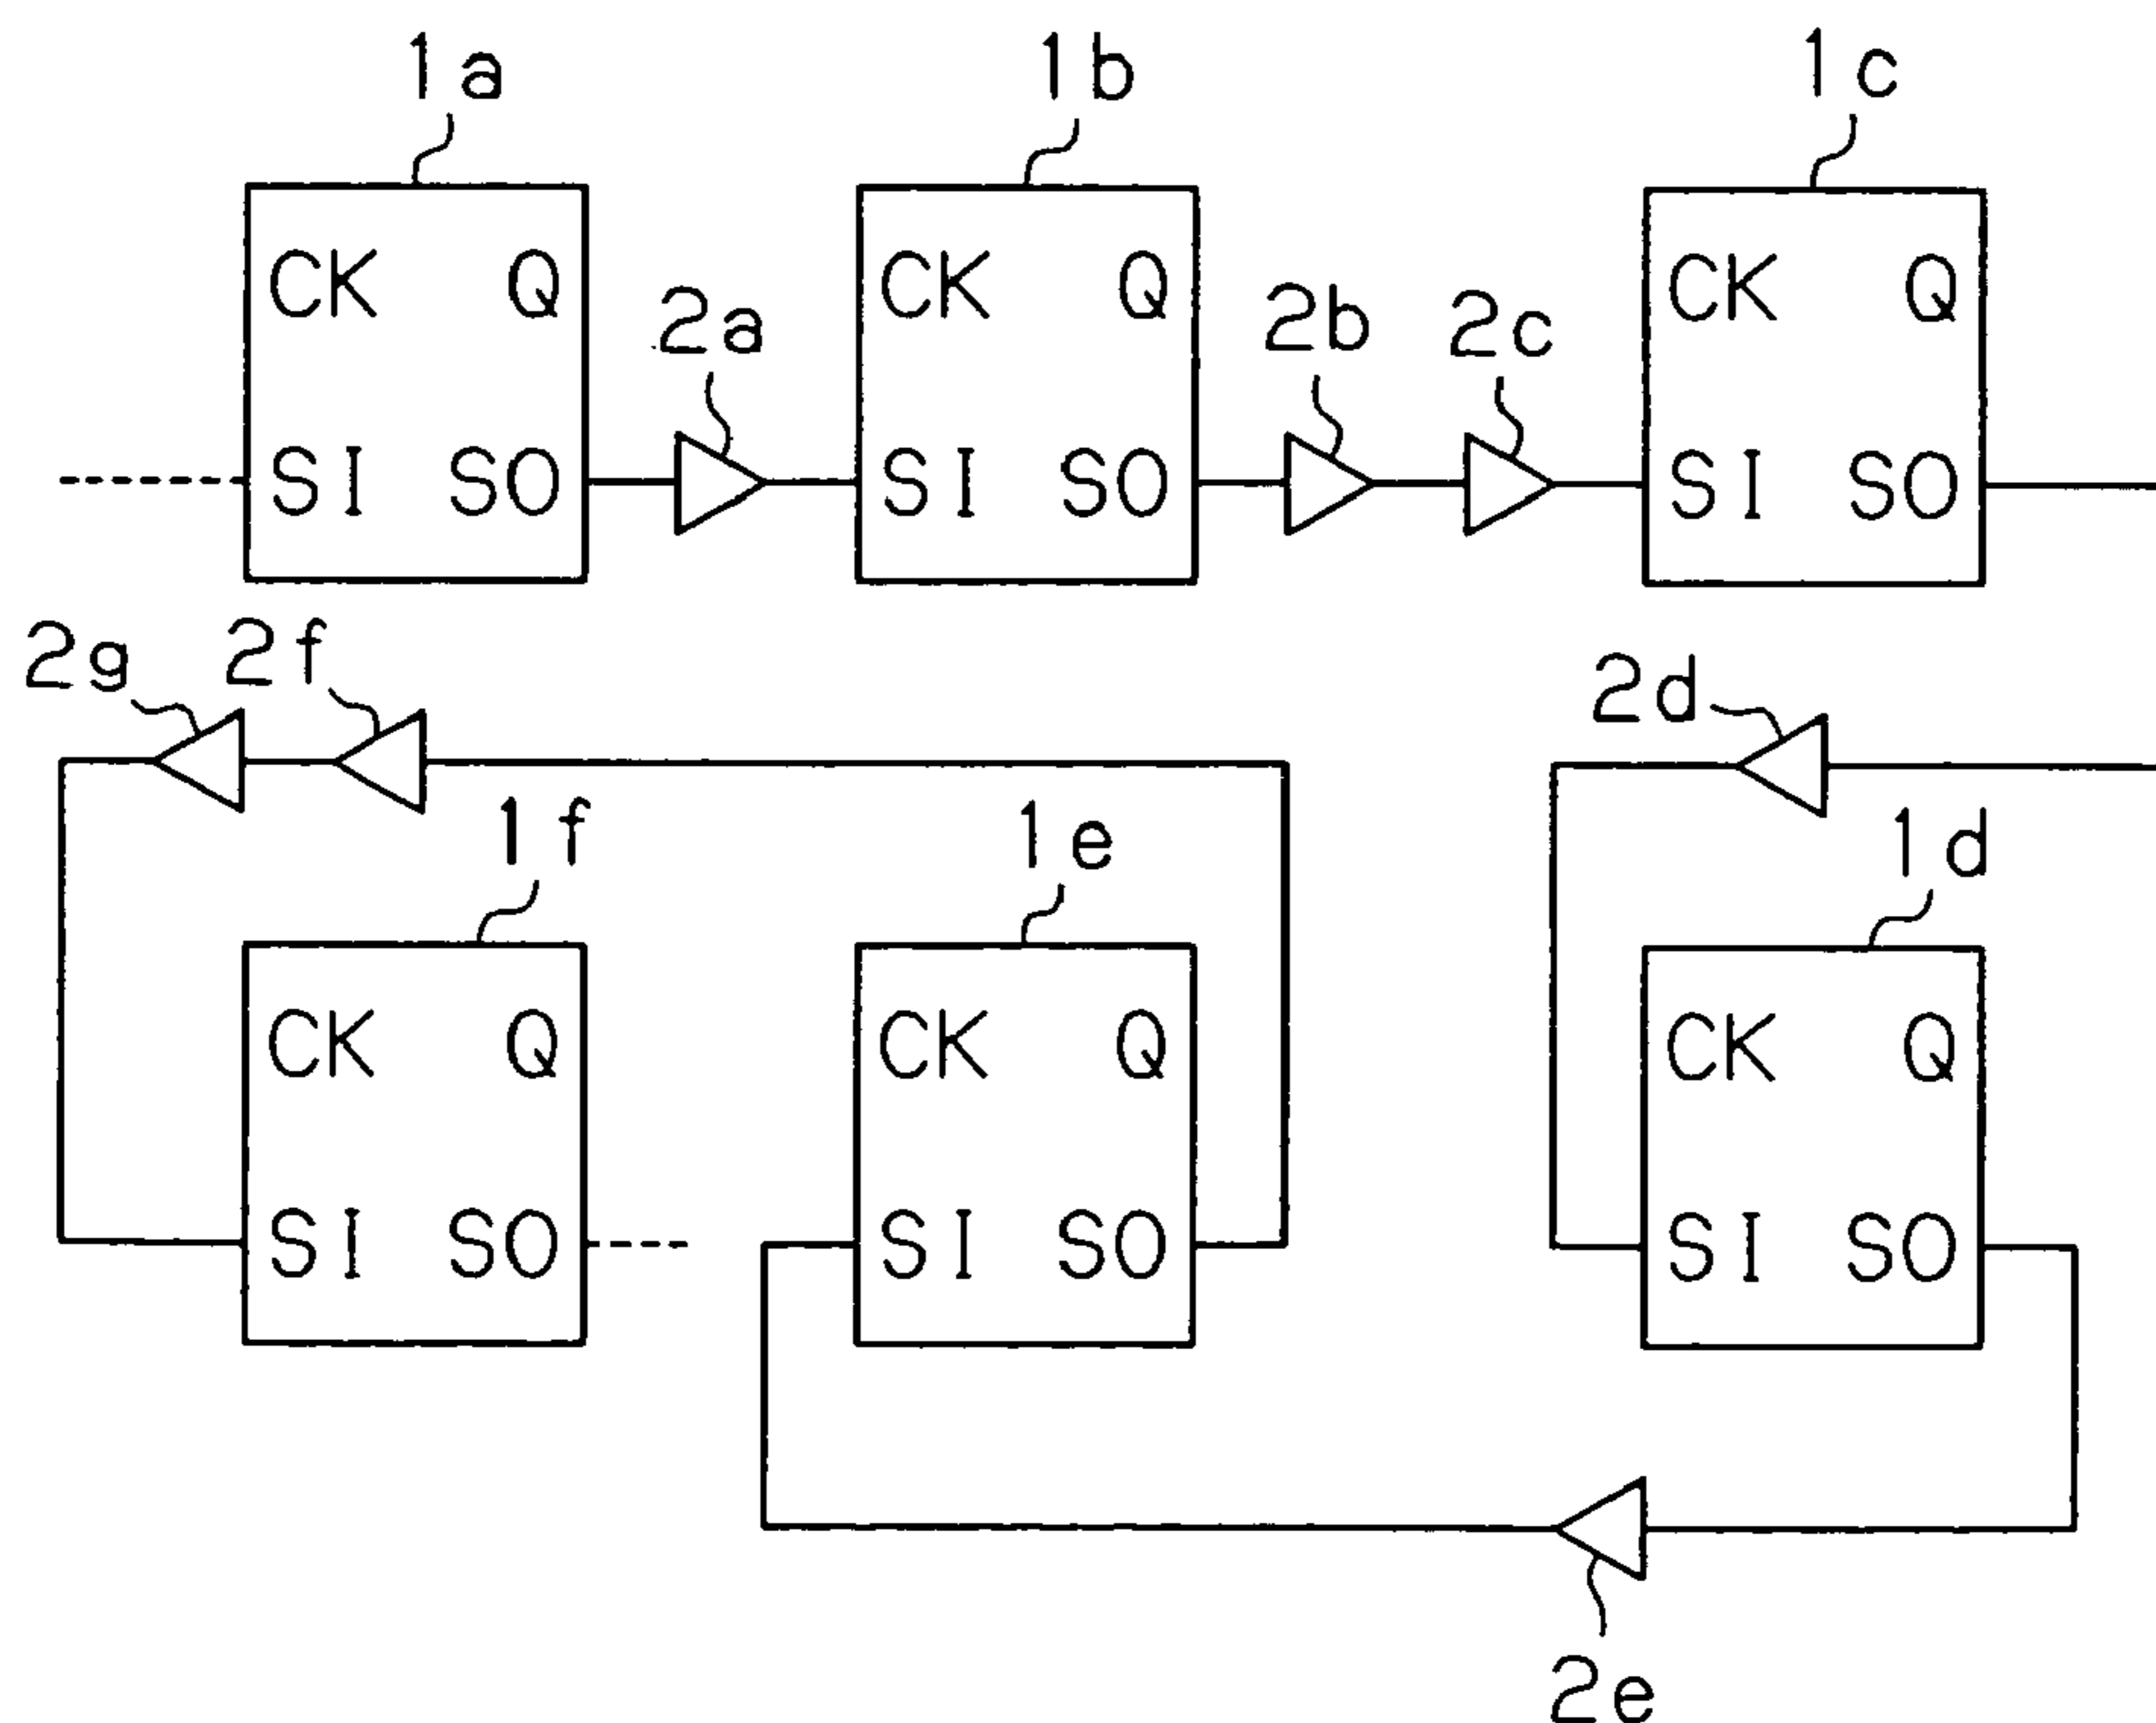 1a 1b 1c
CK Q CK Q CK Q
2a 2b 2c
SI SO SI SO SI SO
2g 2f 2d
1f 1e 1d
CK Q CK Q CK Q
SI SO SI SO SI SO
2e